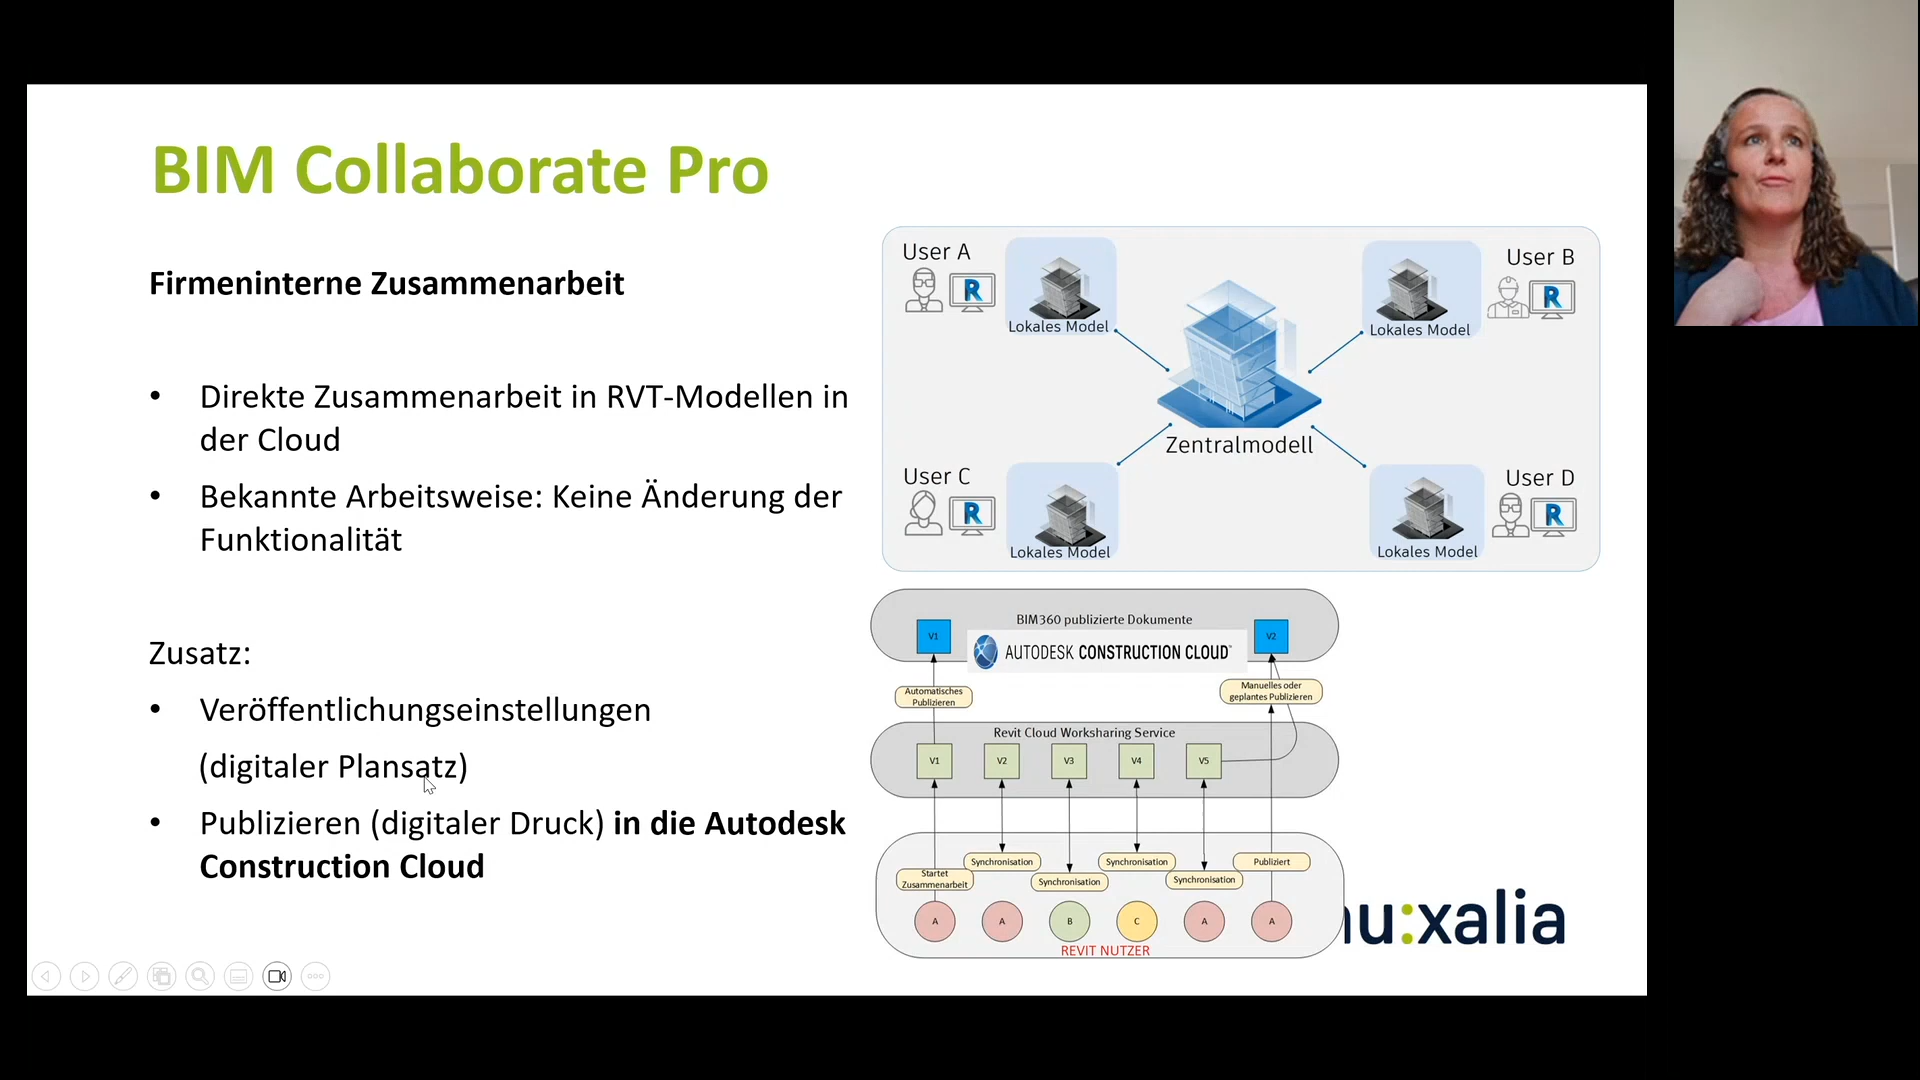 BIM Collaborate Pro
Firmeninterne Zusammenarbeit
• Direkte Zusammenarbeit in RVT-Modellen in
der Cloud
• Bekannte Arbeitsweise: Keine Änderung der
Funktionalität
Zusatz:
• Veröffentlichungseinstellungen
(digitaler Plansatz)
• Publizieren (digitaler Druck) in die Autodesk
Construction Cloud
User A
R
Lokales Model
User B
R
Lokales Model
Zentralmodell
User C
R
Lokales Model
User D
R
Lokales Model
BIM360 publizierte Dokumente
V1
AUTODESK CONSTRUCTION CLOUD
V2
Automatisches
Publizieren
Manuelles oder
geplantes Publizieren
Revit Cloud Worksharing Service
V1 V2 V3 V4 V5
Startet
Zusammenarbeit
Synchronisation
Synchronisation
Synchronisation
Synchronisation
Publiziert
A A B C A A
REVIT NUTZER
nu:xalia